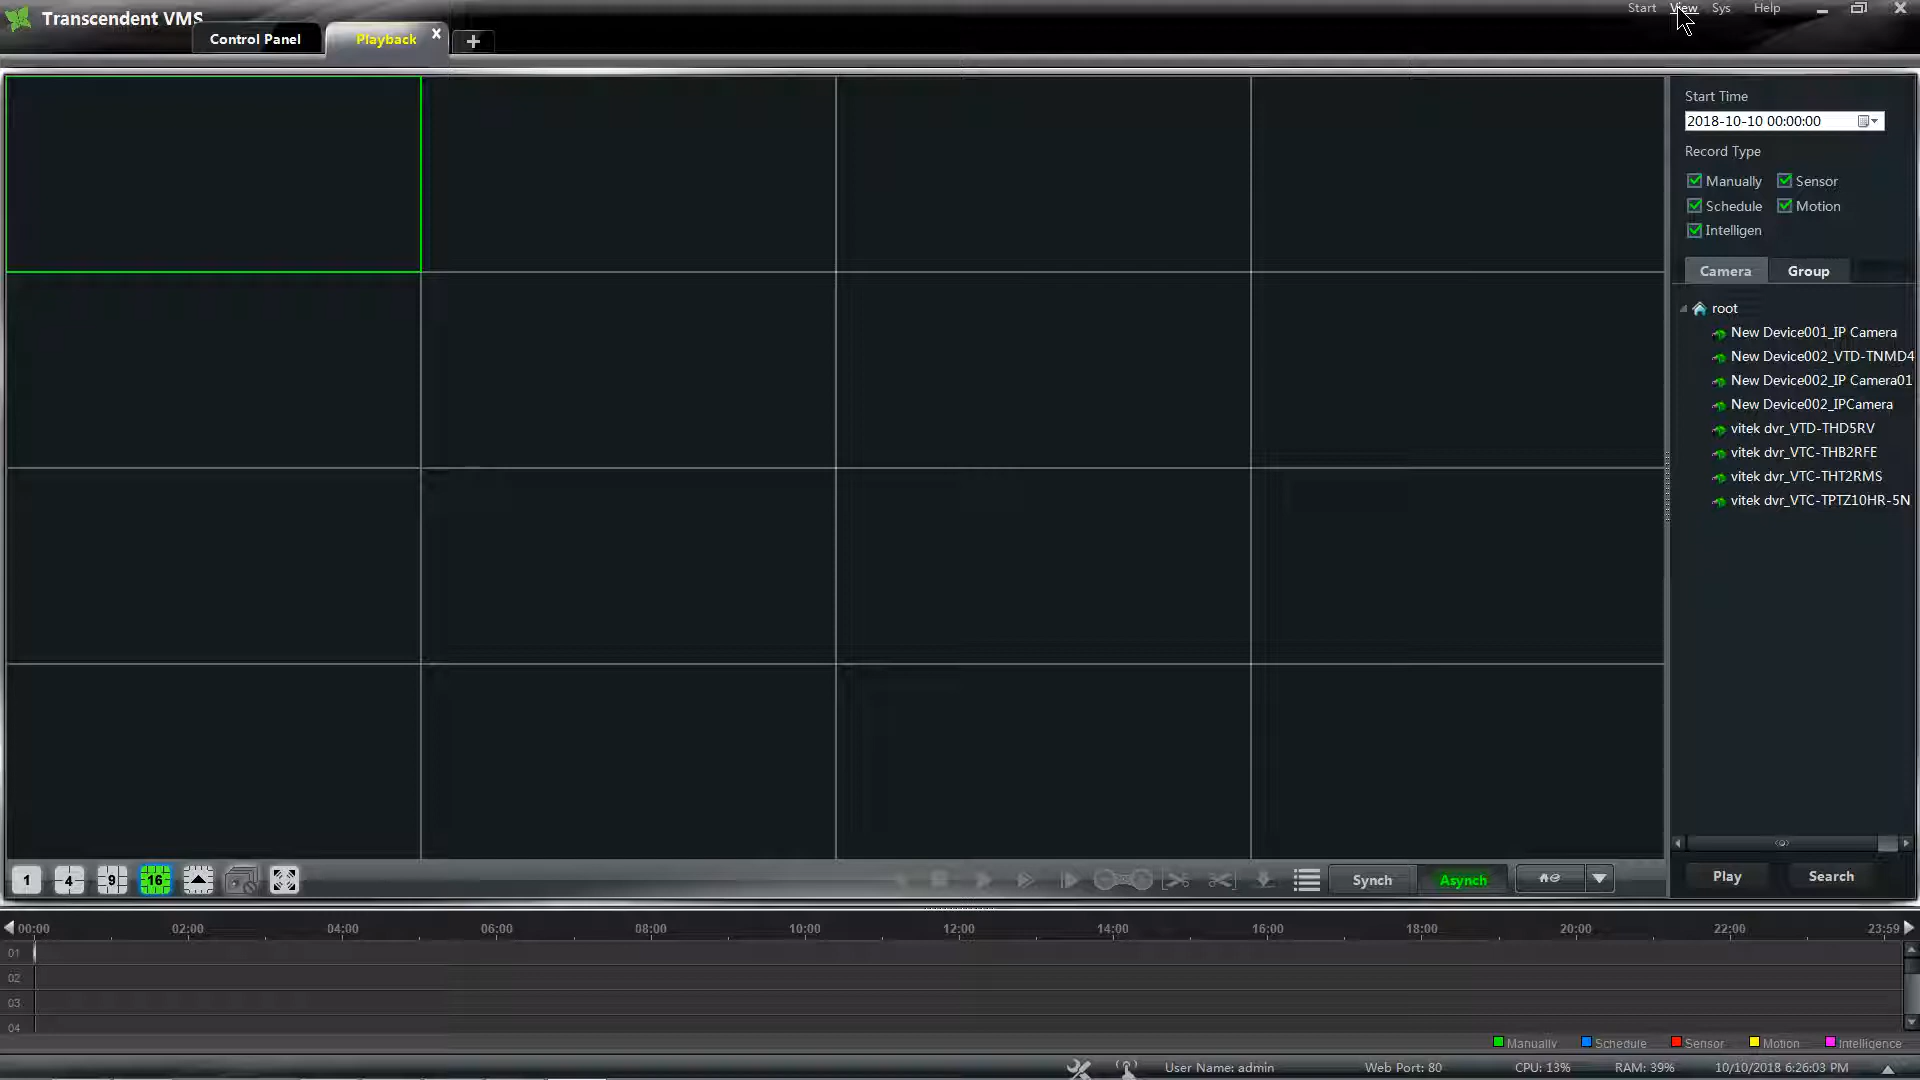 Transcendent VMS
Start View Sys Help
Control Panel
Playback x
+
Start Time
2018-10-10 00:00:00
Record Type
Manually Sensor
Schedule Motion
Intelligen
Camera Group
root
New Device001_IP Camera
New Device002_VTD-TNMD4
New Device002_IP Camera01
New Device002_IPCamera
vitek dvr_VTD-THD5RV
vitek dvr_VTC-THB2RFE
vitek dvr_VTC-THT2RMS
vitek dvr_VTC-TPTZ10HR-5N
1 4 9 16
Synch Asynch
Play Search
00:00 02:00 04:00 06:00 08:00 10:00 12:00 14:00 16:00 18:00 20:00 22:00 23:59
01
02
03
04
Manually Schedule Sensor Motion Intelligence
User Name: admin Web Port: 80 CPU: 13% RAM: 39% 10/10/2018 6:26:03 PM